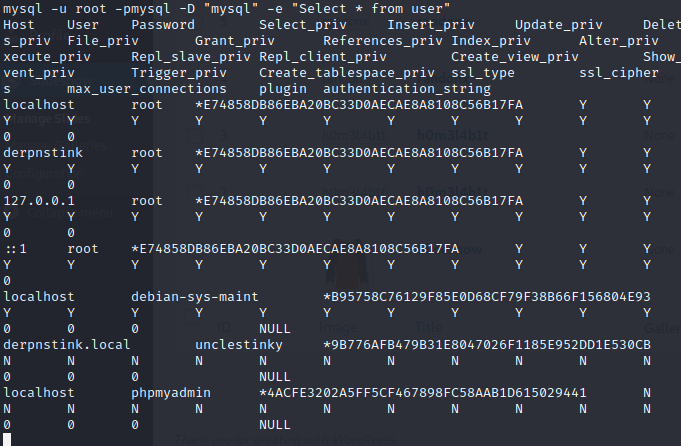 mysql -u root -pmysql -D "mysql" -e "Select * from user"
Host User Password Select_priv Insert_priv Update_priv Delet
s_priv File_priv Grant_priv References_priv Index_priv Alter_priv
xecute_priv Repl_slave_priv Repl_client_priv Create_view_priv Show_
vent_priv Trigger_priv Create_tablespace_priv ssl_type ssl_cipher
s max_user_connections plugin authentication_string
localhost root *E74858DB86EBA20BC33D0AECAE8A8108C56B17FA Y Y
Y Y Y Y Y Y Y Y Y Y
0 0
derpnstink root *E74858DB86EBA20BC33D0AECAE8A8108C56B17FA Y Y
Y Y Y Y Y Y Y Y Y Y
0 0
127.0.0.1 root *E74858DB86EBA20BC33D0AECAE8A8108C56B17FA Y Y
Y Y Y Y Y Y Y Y Y Y
0 0
::1 root *E74858DB86EBA20BC33D0AECAE8A8108C56B17FA Y Y Y
Y Y Y Y Y Y Y Y Y Y
0
localhost debian-sys-maint *B95758C76129F85E0D68CF79F38B66F156804E93
Y Y Y Y Y Y Y Y Y Y
0 0 0 NULL
derpnstink.local unclestinky *9B776AFB479B31E8047026F1185E952DD1E530CB
N N N N N N N N N N
0 0 0 NULL
localhost phpmyadmin *4ACFE3202A5FF5CF467898FC58AAB1D615029441 N
N N N N N N N N N N
0 0 0 NULL